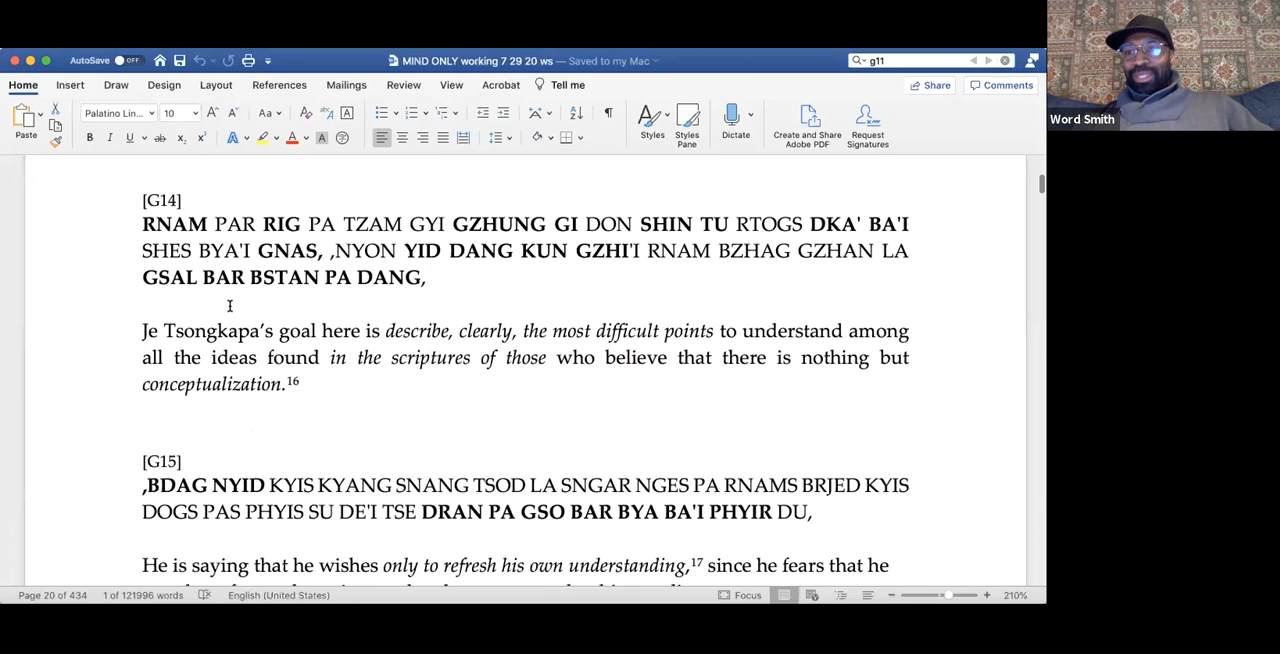 AutoSave OFF
MIND ONLY working 7 29 20 ws — Saved to my Mac
g11
Home Insert Draw Design Layout References Mailings Review View Acrobat Tell me
Share Comments
Paste
Palatino Lin... 10
Styles
Styles Pane
Dictate
Create and Share Adobe PDF
Request Signatures
Word Smith
[G14]
RNAM PAR RIG PA TZAM GYI GZHUNG GI DON SHIN TU RTOGS DKA' BA'I
SHES BYA'I GNAS, ,NYON YID DANG KUN GZHI'I RNAM BZHAG GZHAN LA
GSAL BAR BSTAN PA DANG,
Je Tsongkapa’s goal here is describe, clearly, the most difficult points to understand among
all the ideas found in the scriptures of those who believe that there is nothing but
conceptualization.16
[G15]
,BDAG NYID KYIS KYANG SNANG TSOD LA SNGAR NGES PA RNAMS BRJED KYIS
DOGS PAS PHYIS SU DE'I TSE DRAN PA GSO BAR BYA BA'I PHYIR DU,
He is saying that he wishes only to refresh his own understanding,17 since he fears that he
Page 20 of 434 1 of 121996 words English (United States) Focus 210%